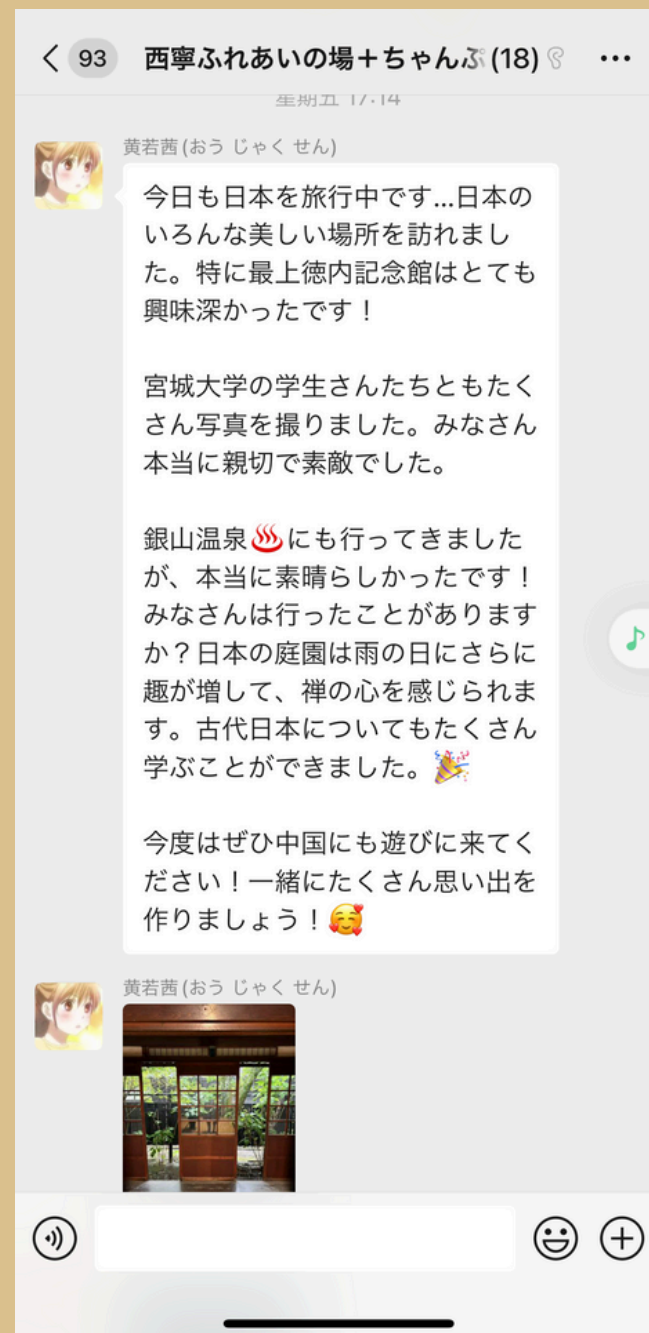 93 西寧ふれあいの場＋ちゃんぷ(18)
星期五 17:14
黄若茜(おう じゃく せん)
今日も日本を旅行中です...日本の
いろんな美しい場所を訪れまし
た。特に最上徳内記念館はとても
興味深かったです！
宮城大学の学生さんたちともたく
さん写真を撮りました。みなさん
本当に親切で素敵でした。
銀山温泉♨️にも行ってきました
が、本当に素晴らしかったです！
みなさんは行ったことがあります
か？日本の庭園は雨の日にさらに
趣が増して、禅の心を感じられま
す。古代日本についてもたくさん
学ぶことができました。🎉
今度はぜひ中国にも遊びに来てく
ださい！一緒にたくさん思い出を
作りましょう！🥰
黄若茜(おう じゃく せん)